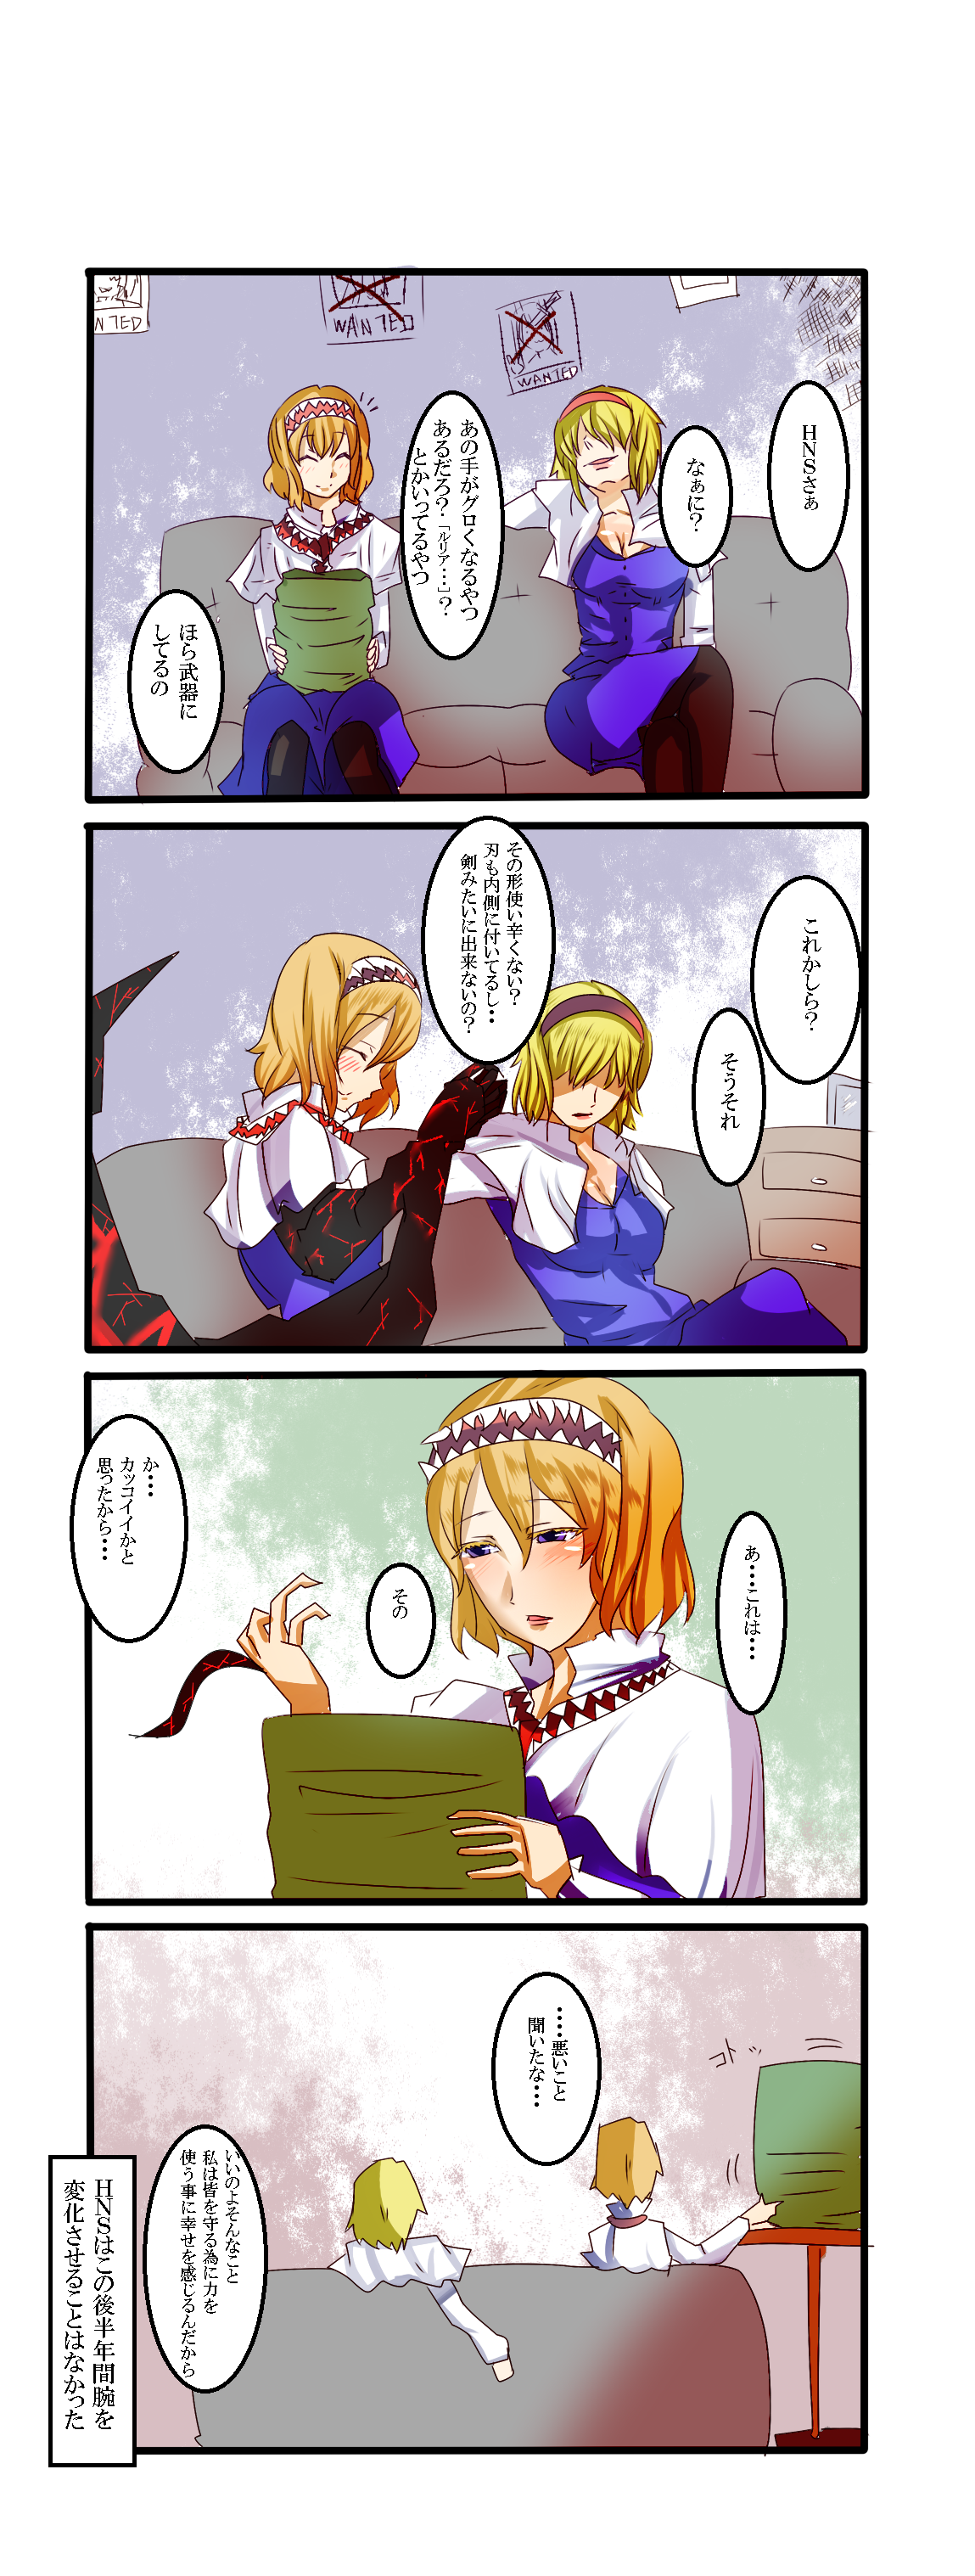 N TED
WANTED
WANTED
HNSさぁ
なぁに？
あの手がグロくなるやつ
あるだろ？「ルリア…」？
とかいってるやつ
ほら武器に
してるの
これかしら？
そうそれ
その形使い辛くない？
刃も内側に付いてるし・・
剣みたいに出来ないの？
あ・・・これは・・・
その
か・・・
カッコイイかと
思ったから・・・
・・・・悪いこと
聞いたな・・・
コト
いいのよそんなこと
私は皆を守る為に力を
使う事に幸せを感じるんだから
HNSはこの後半年間腕を
変化させることはなかった